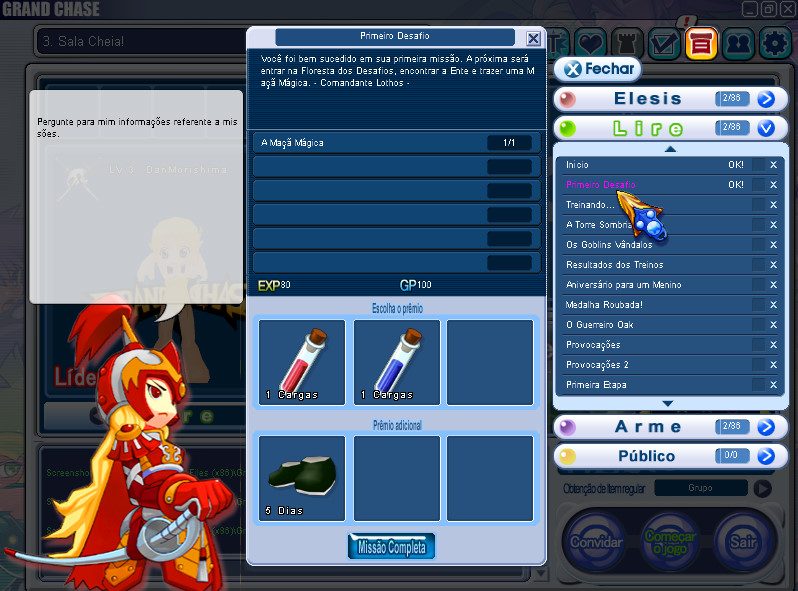 GRAND CHASE
3. Sala Cheia!
Primeiro Desafio
Você foi bem sucedido em sua primeira missão. A próxima será
entrar na Floresta dos Desafios, encontrar a Ente e trazer uma M
açã Mágica. - Comandante Lothos -
Pergunte para mim informações referente a mis
sões.
A Maçã Mágica 1/1
EXP80 GP100
Escolha o prêmio
1 Cargas 1 Cargas
Prêmio adicional
5 Dias
Missão Completa
X Fechar
Elesis 2/86
Lire 2/86
Inicio OK! X
Primeiro Desafio OK! X
Treinando... X
A Torre Sombria X
Os Goblins Vândalos X
Resultados dos Treinos X
Aniversário para um Menino X
Medalha Roubada! X
O Guerreiro Oak X
Provocações X
Provocações 2 X
Primeira Etapa X
Arme 2/86
Público 0/0
Obtenção de Item regular Grupo
Convidar
Começar
o jogo
Sair
Líde